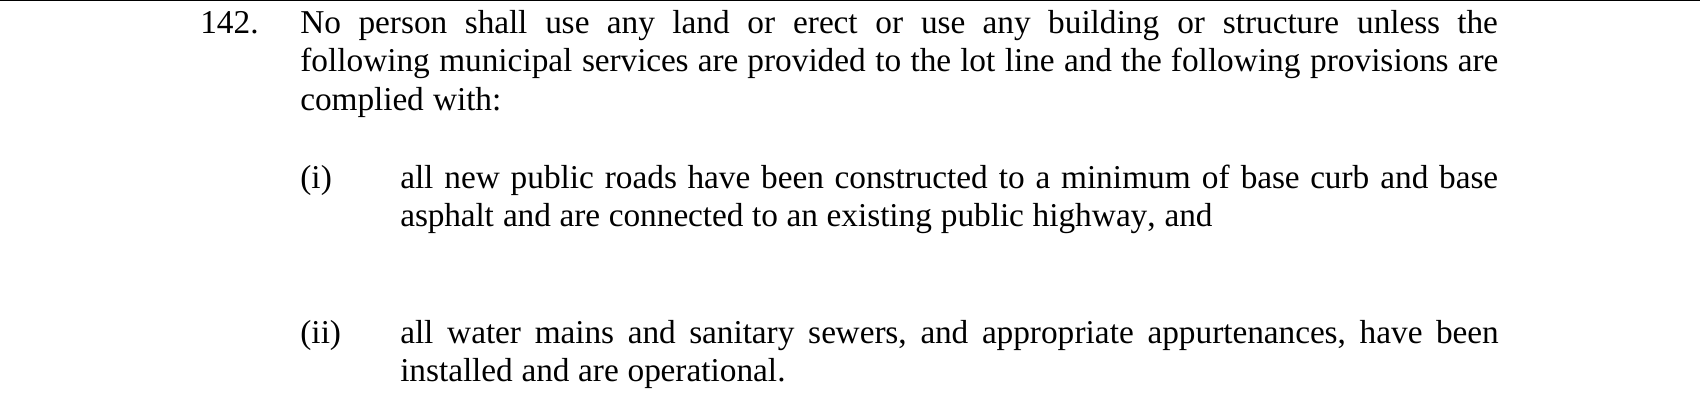 142. No person shall use any land or erect or use any building or structure unless the
following municipal services are provided to the lot line and the following provisions are
complied with:
(i) all new public roads have been constructed to a minimum of base curb and base
asphalt and are connected to an existing public highway, and
(ii) all water mains and sanitary sewers, and appropriate appurtenances, have been
installed and are operational.